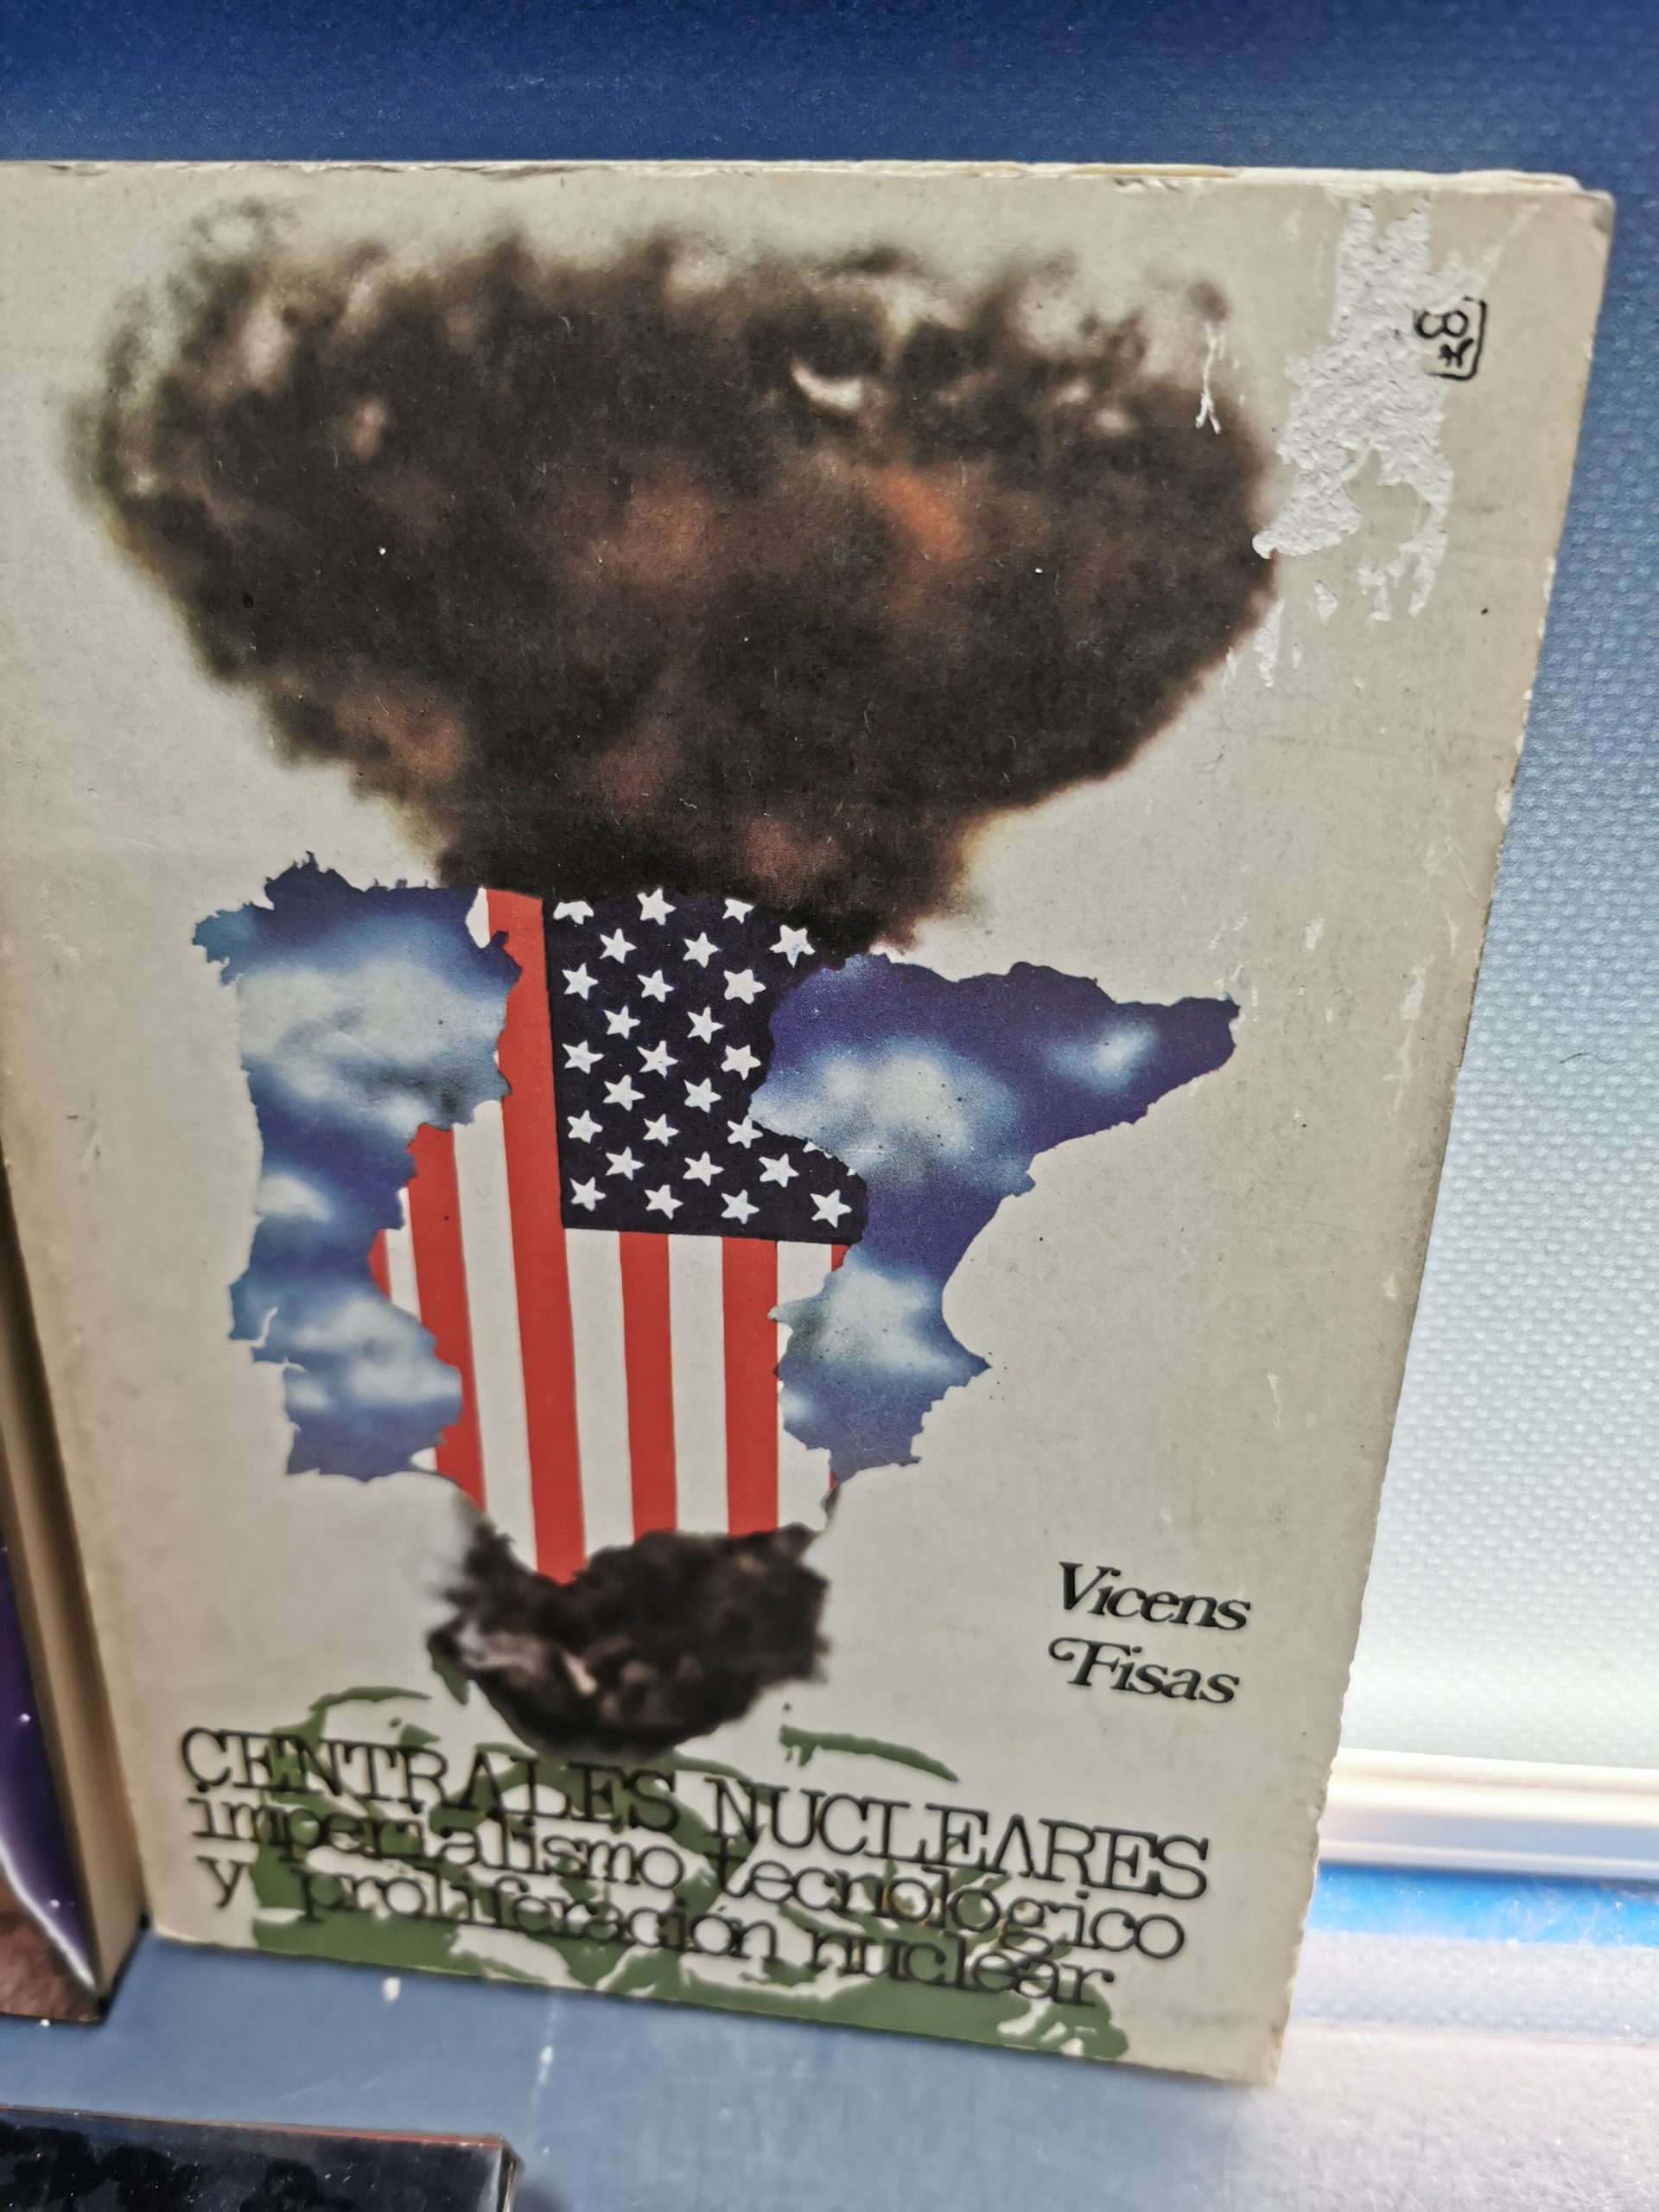 Vicens
Fisas
CENTRALES NUCLEARES
imperialismo tecnológico
y proliferación nuclear